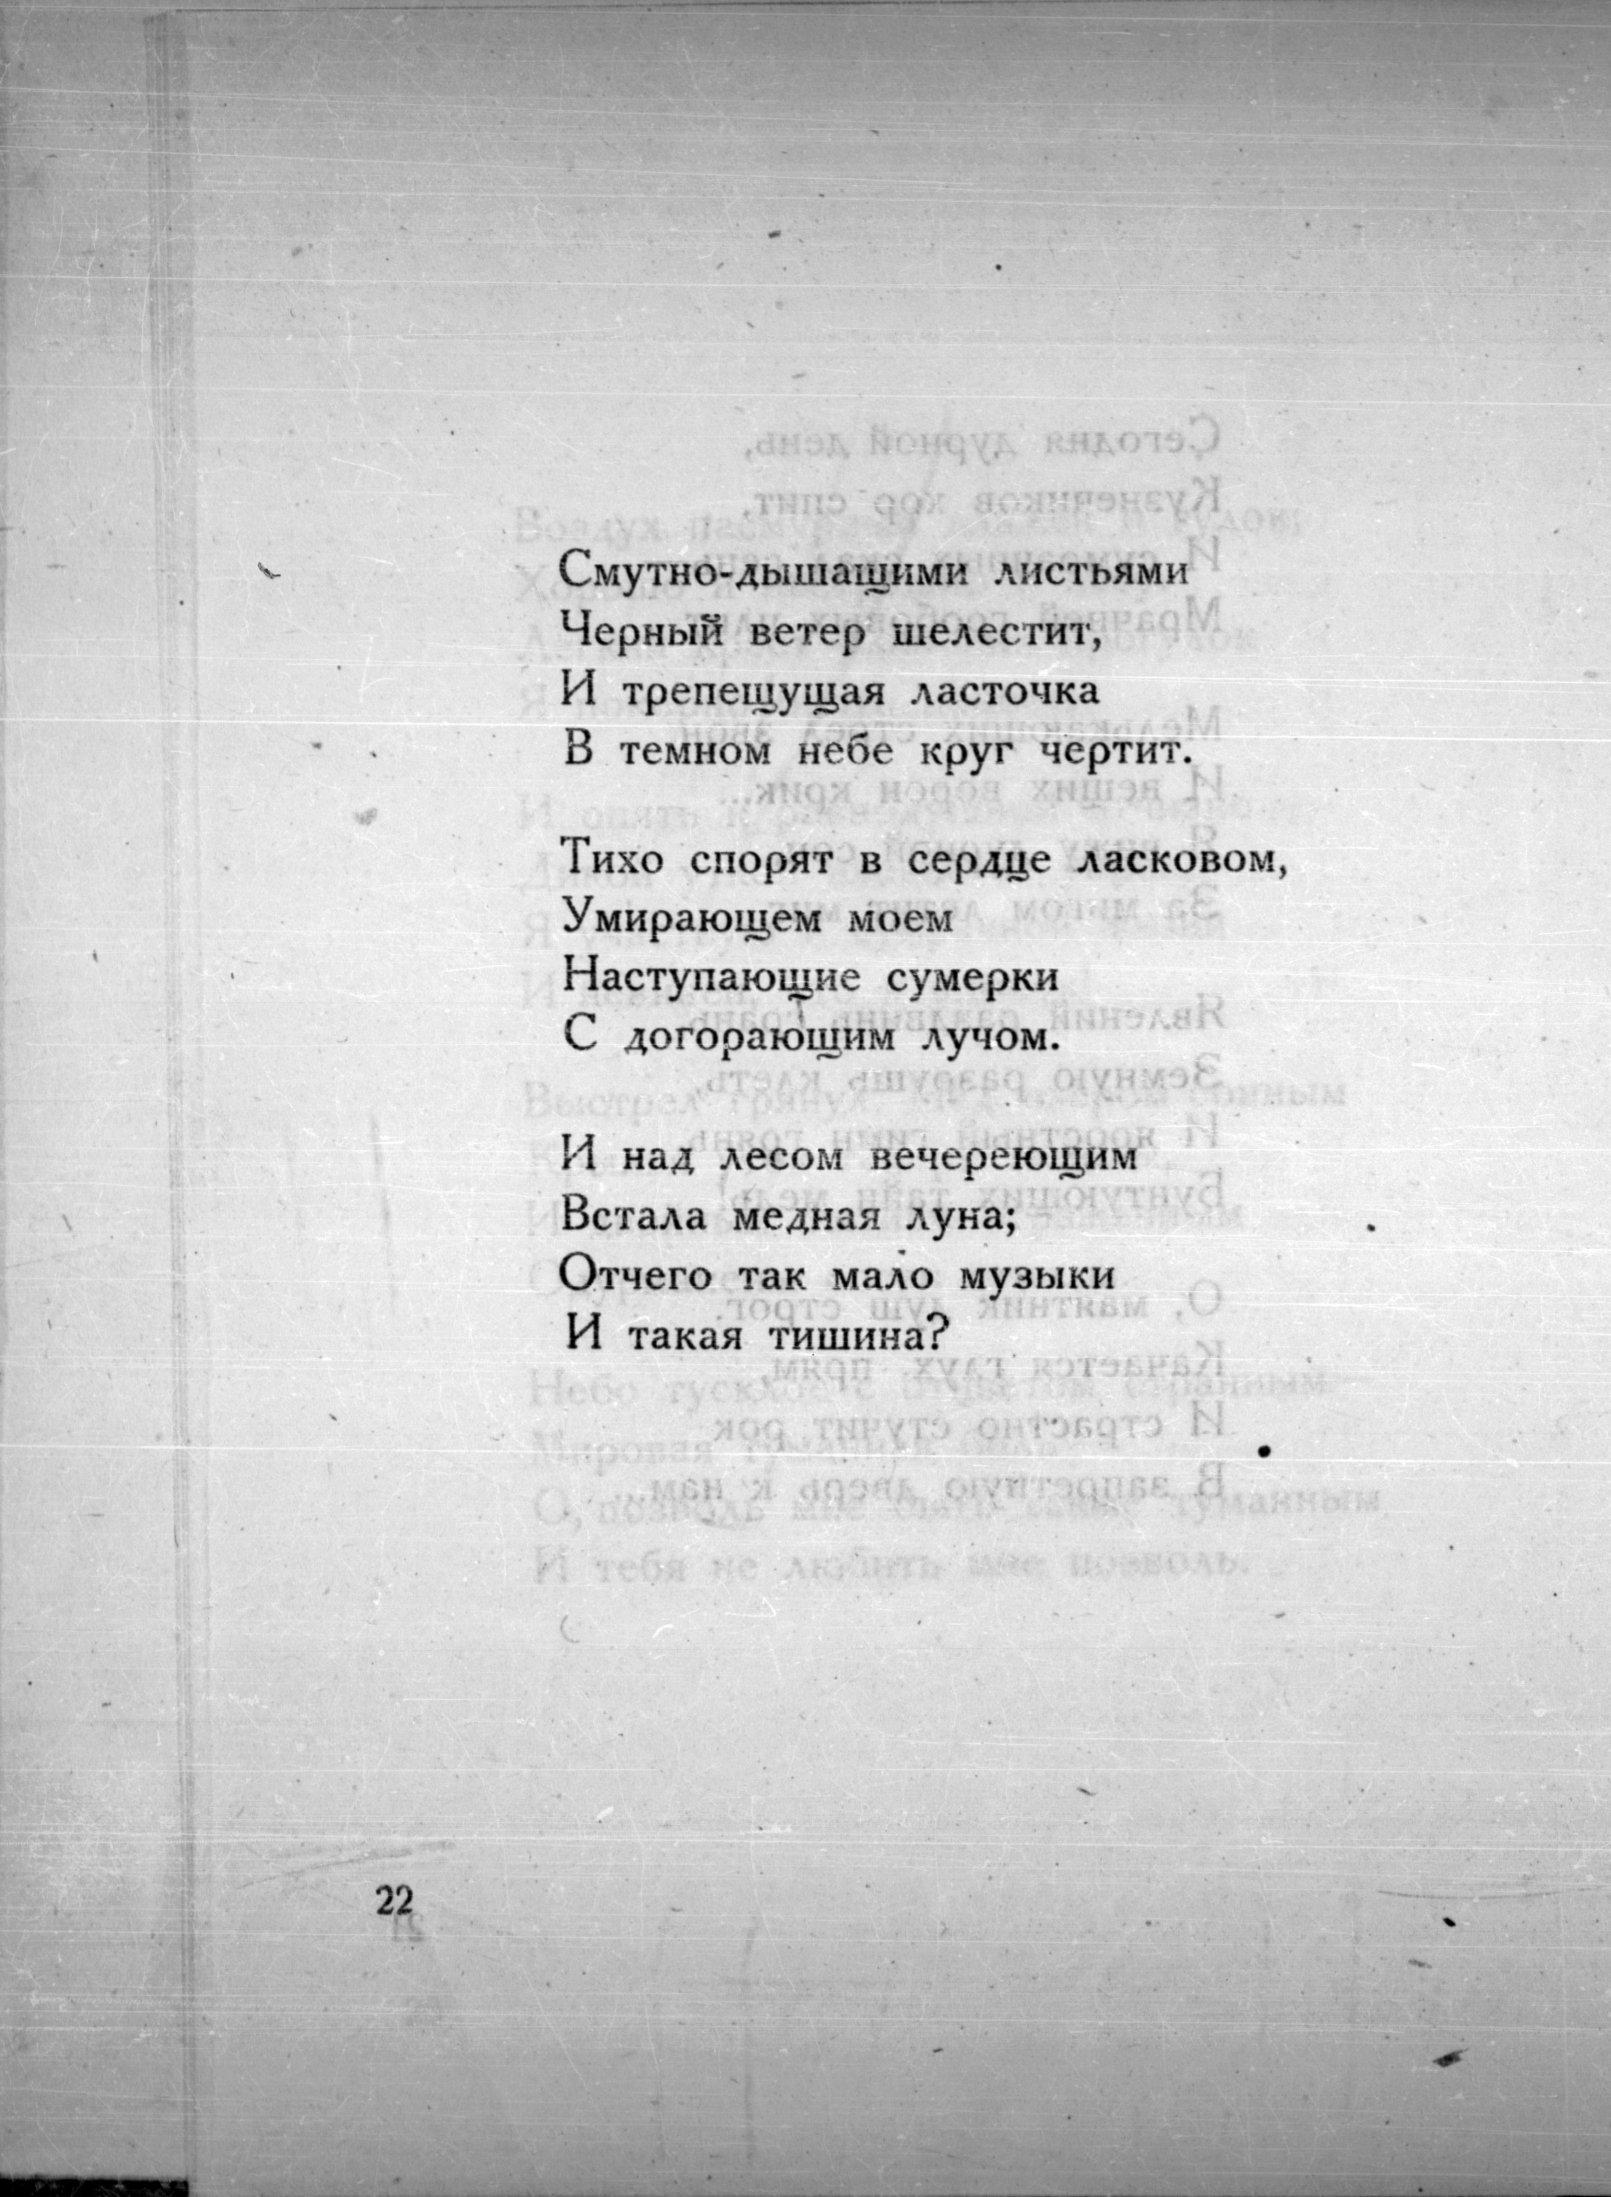 Смутно-дышащими листьями
Черный ветер шелестит,
И трепещущая ласточка
В темном небе круг чертит.
Тихо спорят в сердце ласковом,
Умирающем моем
Наступающие сумерки
С догорающим лучом.
И над лесом вечереющим
Встала медная луна;
Отчего так мало музыки
И такая тишина?
22